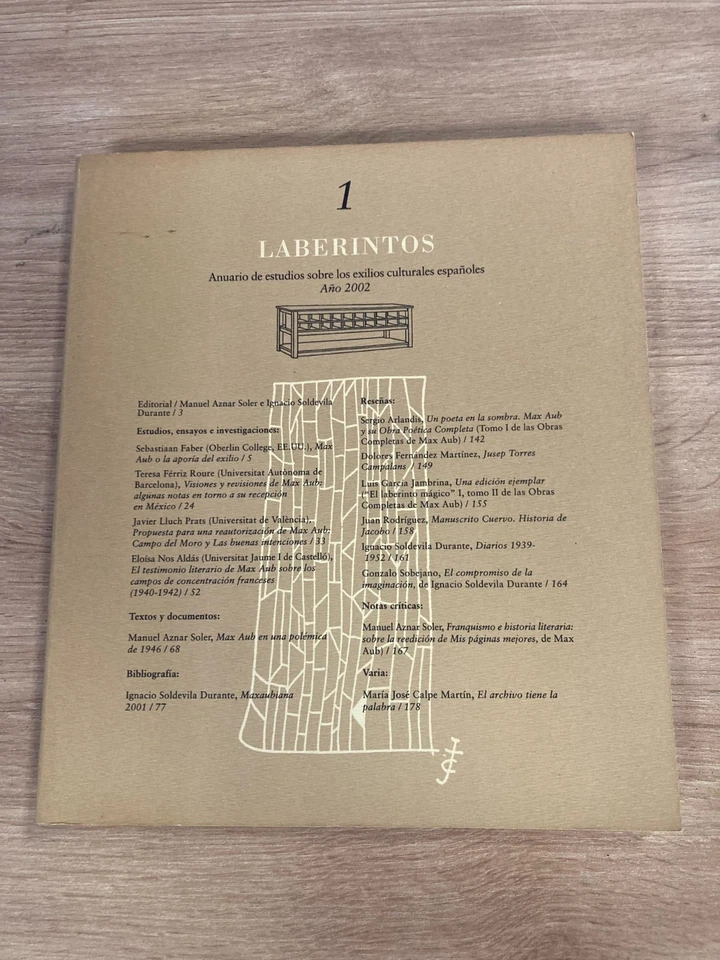 1
LABERINTOS
Anuario de estudios sobre los exilios culturales españoles
Año 2002
Editorial / Manuel Aznar Soler e Ignacio Soldevila
Durante / 3
Estudios, ensayos e investigaciones:
Sebastiaan Faber (Oberlin College, EE.UU.), Max
Aub o la aporía del exilio / 5
Teresa Férriz Roure (Universitat Autònoma de
Barcelona), Visiones y revisiones de Max Aub:
algunas notas en torno a su recepción
en México / 24
Javier Lluch Prats (Universitat de València),
Propuesta para una reautorización de Max Aub:
Campo del Moro y Las buenas intenciones / 33
Eloísa Nos Aldás (Universitat Jaume I de Castelló),
El testimonio literario de Max Aub sobre los
campos de concentración franceses
(1940-1942) / 52
Textos y documentos:
Manuel Aznar Soler, Max Aub en una polémica
de 1946 / 68
Bibliografía:
Ignacio Soldevila Durante, Maxaubiana
2001 / 77
Reseñas:
Sergio Arlandis, Un poeta en la sombra. Max Aub
y su Obra Poética Completa (Tomo I de las Obras
Completas de Max Aub) / 142
Dolores Fernández Martínez, Jusep Torres
Campalans / 149
Luis García Jambrina, Una edición ejemplar
("El laberinto mágico" I, tomo II de las Obras
Completas de Max Aub) / 155
Juan Rodríguez, Manuscrito Cuervo. Historia de
Jacobo / 158
Ignacio Soldevila Durante, Diarios 1939-
1952 / 161
Gonzalo Sobejano, El compromiso de la
imaginación, de Ignacio Soldevila Durante / 164
Notas críticas:
Manuel Aznar Soler, Franquismo e historia literaria:
sobre la reedición de Mis páginas mejores, de Max
Aub) / 167
Varia:
María José Calpe Martín, El archivo tiene la
palabra / 178